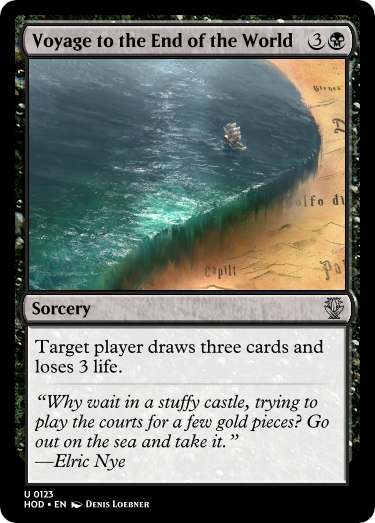 Voyage to the End of the World 3
Capili
Sorcery
Target player draws three cards and
loses 3 life.
“Why wait in a stuffy castle, trying to
play the courts for a few gold pieces? Go
out on the sea and take it.”
—Elric Nye
U 0123
HOD • EN Denis Loebner